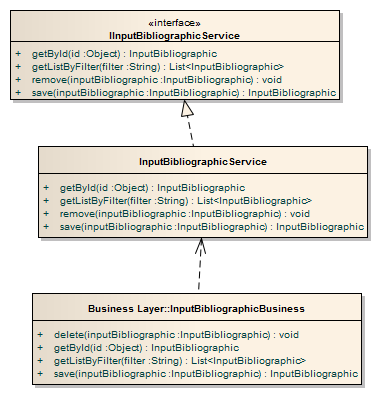 «interface»
IInputBibliographicService
+ getById(id :Object) : InputBibliographic
+ getListByFilter(filter :String) : List<InputBibliographic>
+ remove(inputBibliographic :InputBibliographic) : void
+ save(inputBibliographic :InputBibliographic) : InputBibliographic
InputBibliographicService
+ getById(id :Object) : InputBibliographic
+ getListByFilter(filter :String) : List<InputBibliographic>
+ remove(inputBibliographic :InputBibliographic) : void
+ save(inputBibliographic :InputBibliographic) : InputBibliographic
Business Layer::InputBibliographicBusiness
+ delete(inputBibliographic :InputBibliographic) : void
+ getById(id :Object) : InputBibliographic
+ getListByFilter(filter :String) : List<InputBibliographic>
+ save(inputBibliographic :InputBibliographic) : InputBibliographic